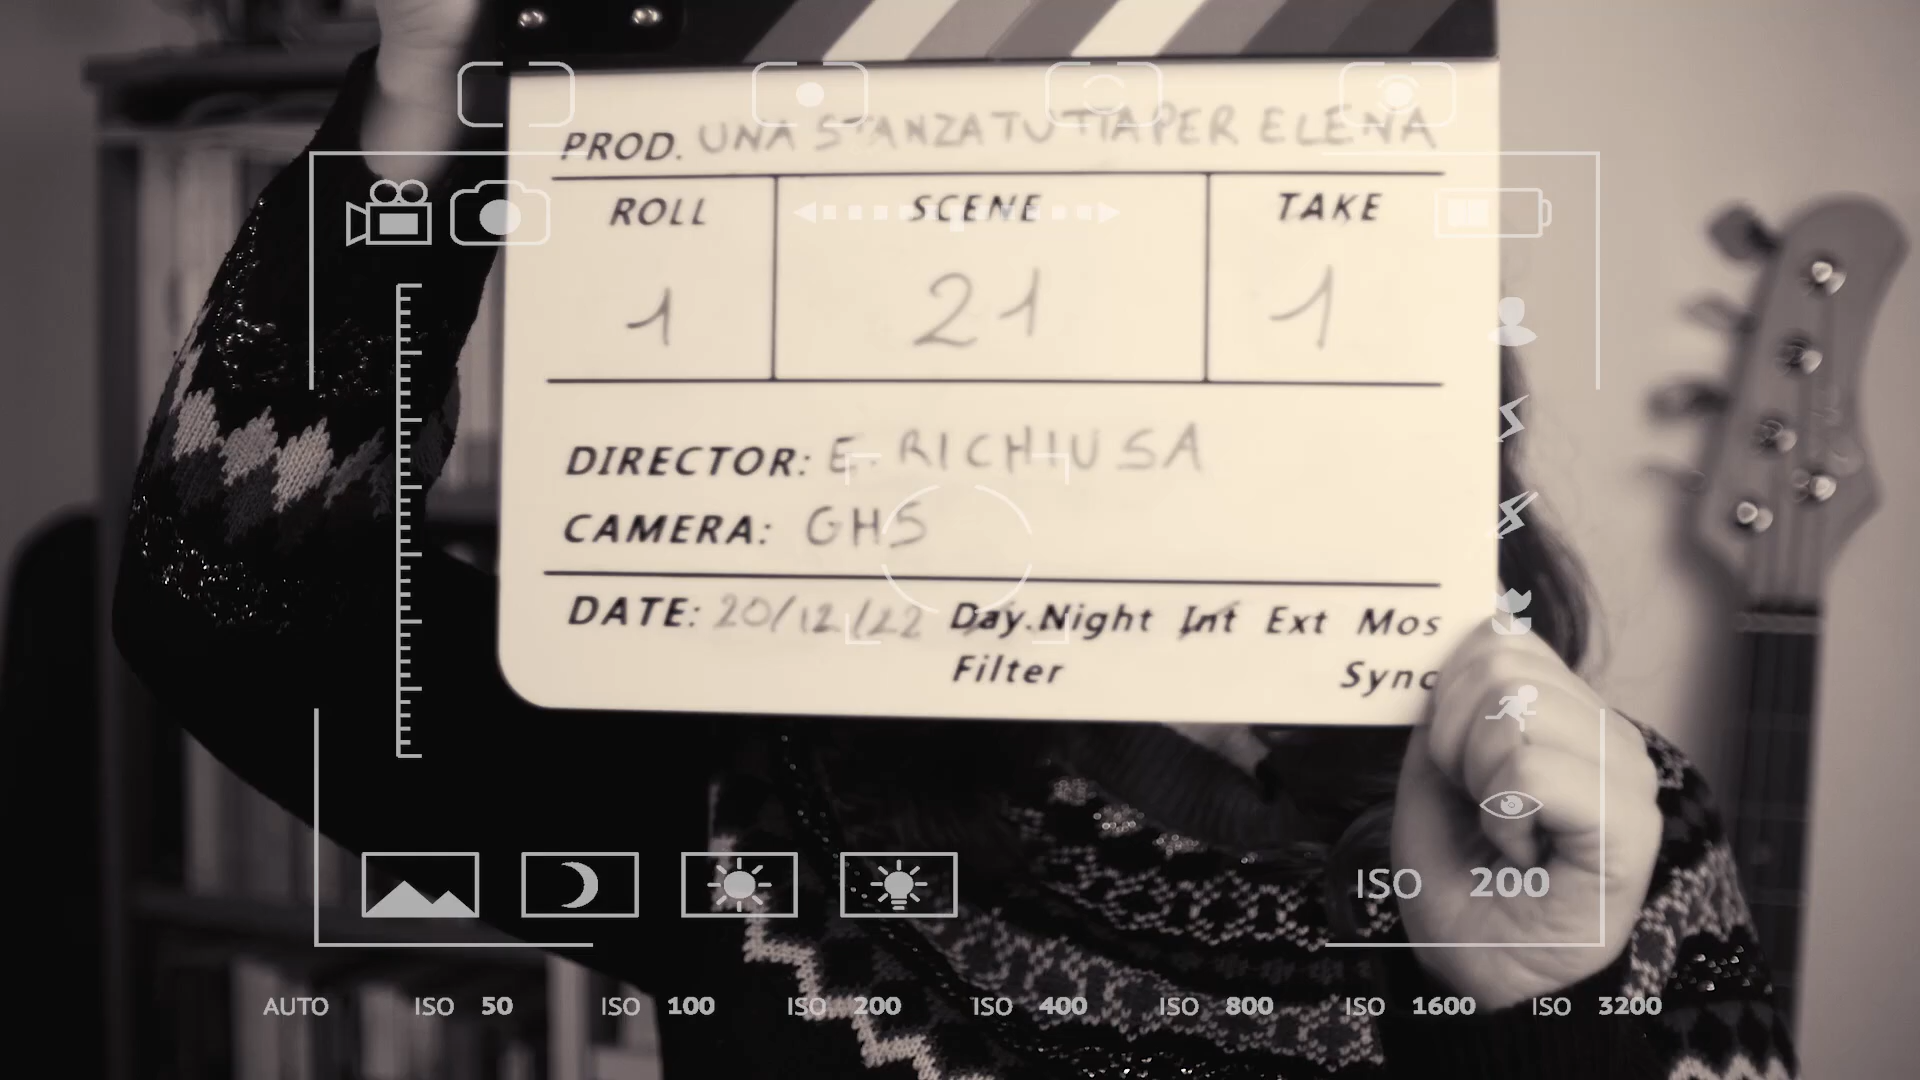 PROD. UNA STANZA TUTTA PER ELENA
ROLL SCENE TAKE
1 21 1
DIRECTOR: E. RICHIUSA
CAMERA: GH5
DATE: 20/12/22 Day.Night Int Ext Mos
Filter Sync
ISO 200
AUTO ISO 50 ISO 100 ISO 200 ISO 400 ISO 800 ISO 1600 ISO 3200